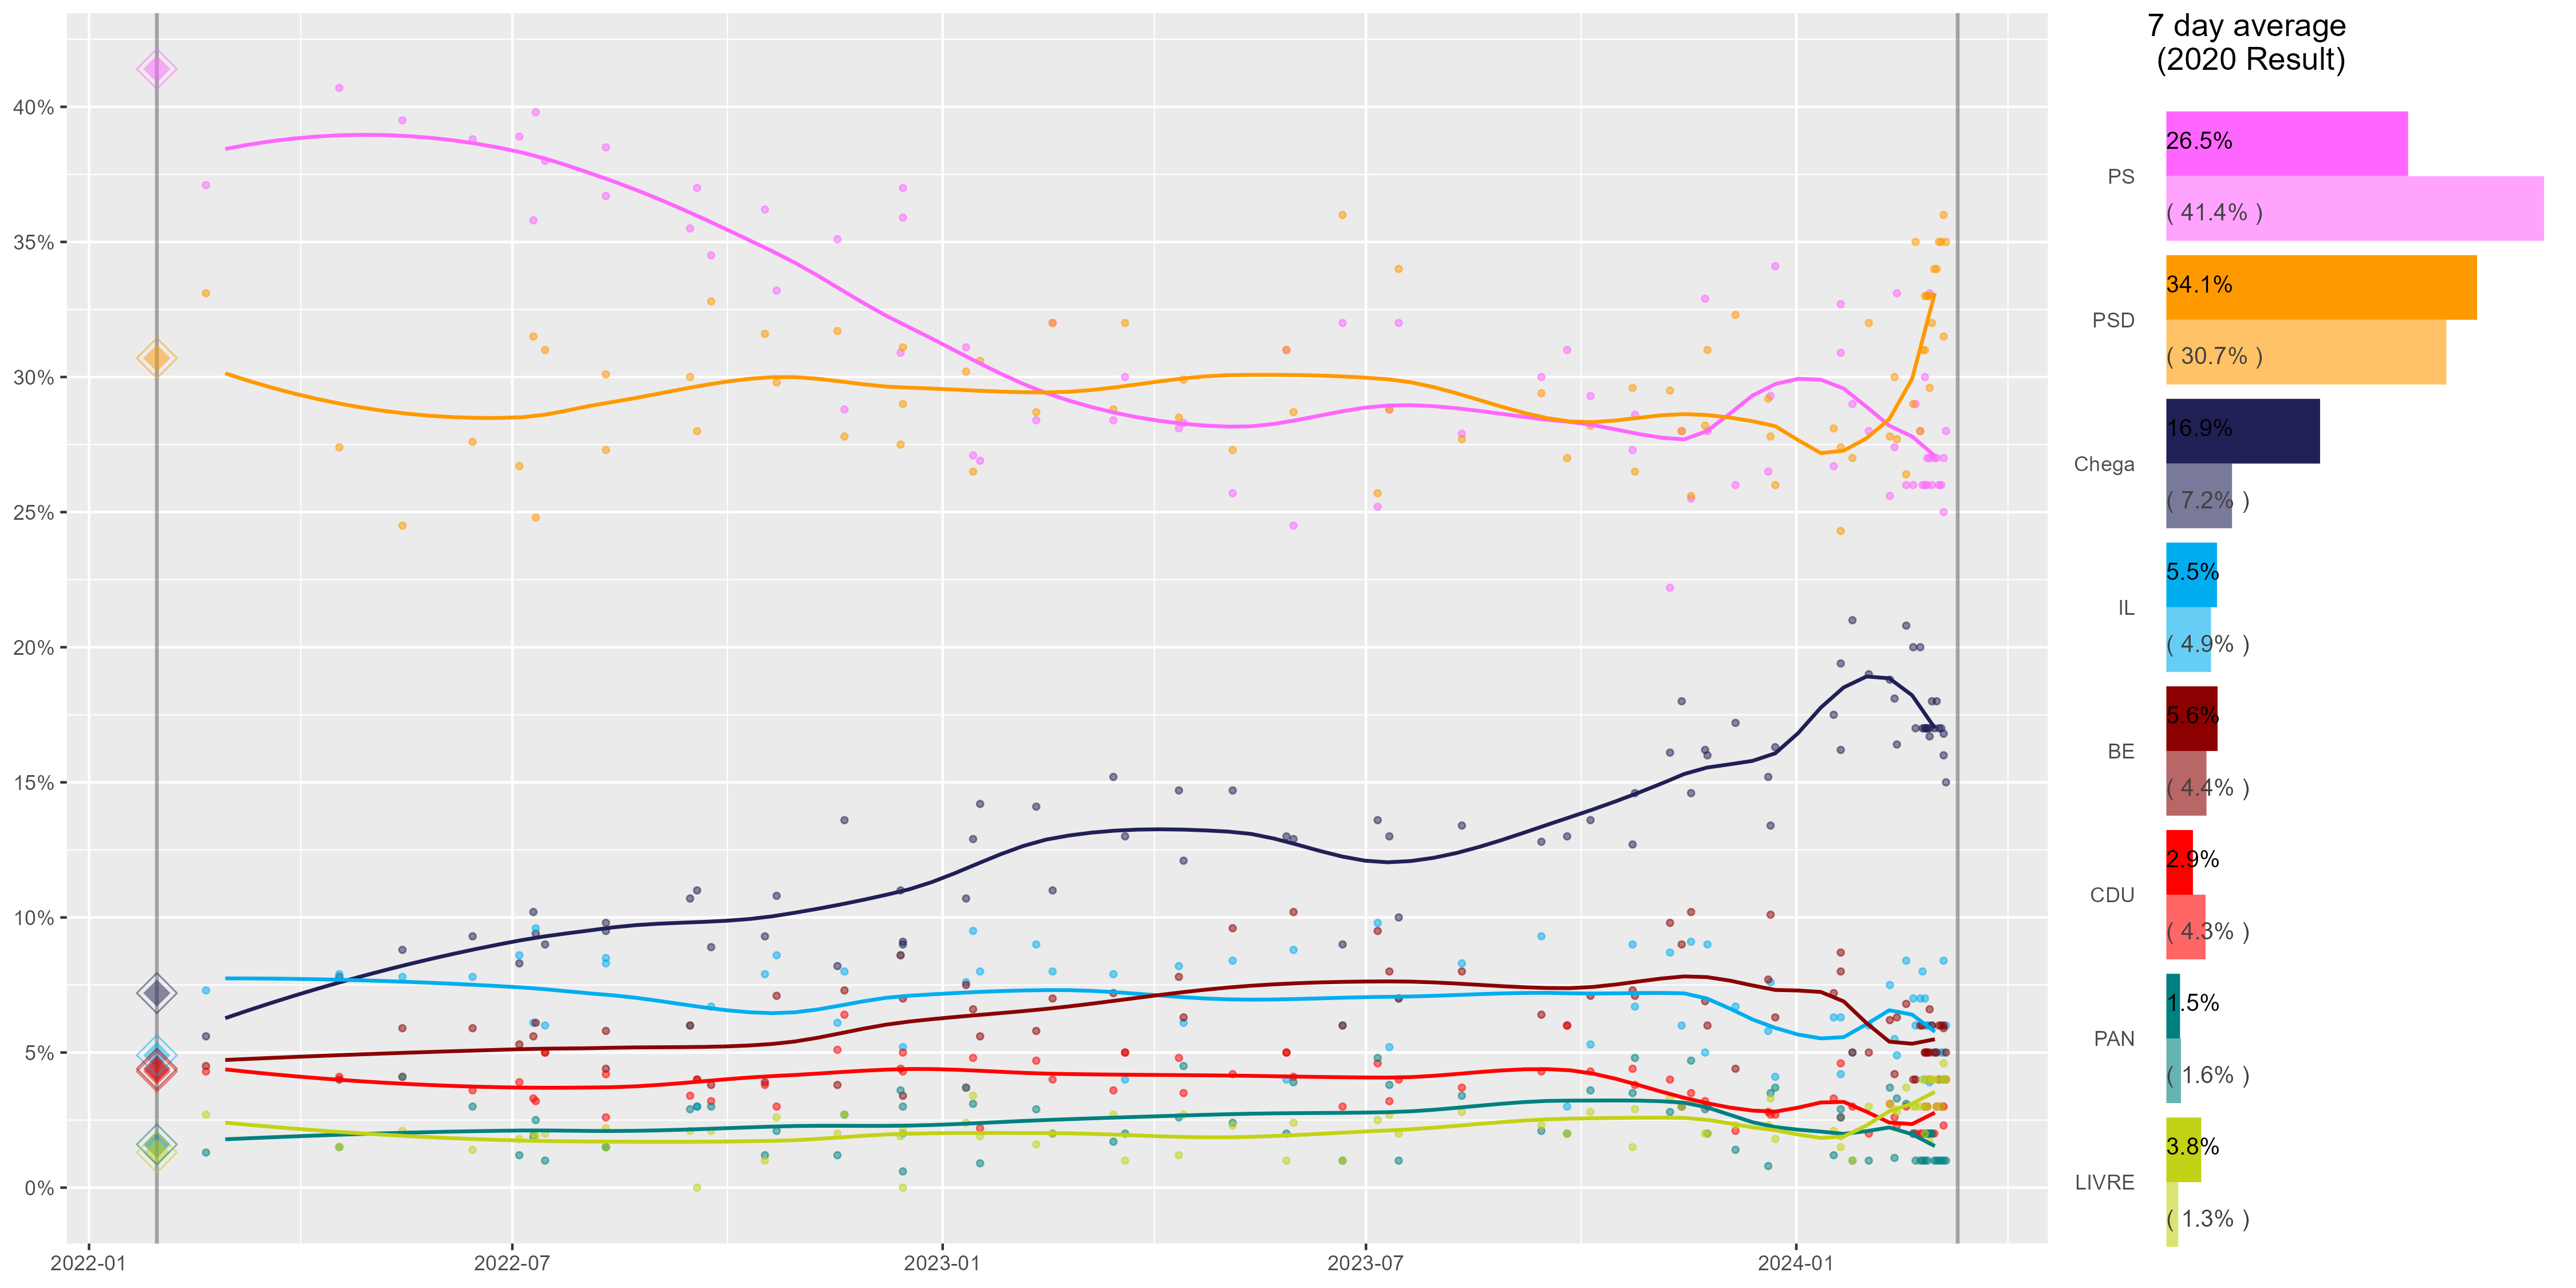 7 day average
(2020 Result)
40%
35%
30%
25%
20%
15%
10%
5%
0%
2022-01
2022-07
2023-01
2023-07
2024-01
PS
26.5%
( 41.4% )
PSD
34.1%
( 30.7% )
Chega
16.9%
( 7.2% )
IL
5.5%
( 4.9% )
BE
5.6%
( 4.4% )
CDU
2.9%
( 4.3% )
PAN
1.5%
( 1.6% )
LIVRE
3.8%
( 1.3% )